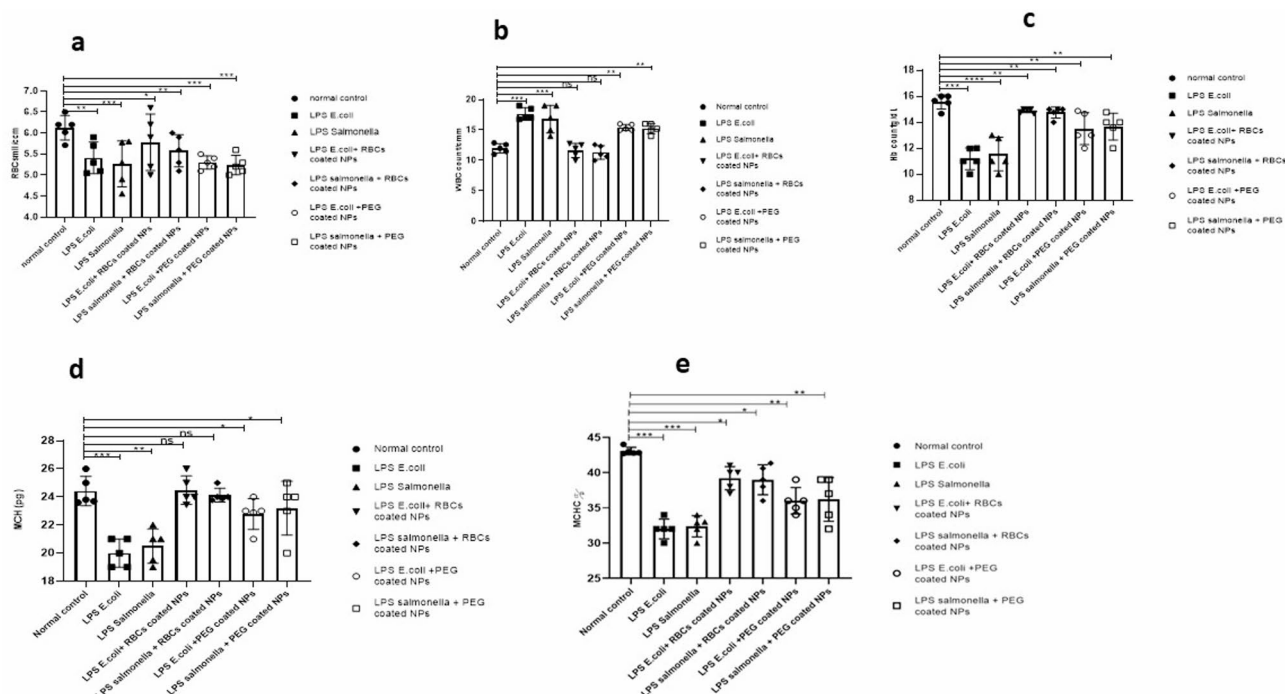 a
***
***
**
*
***
**
7.0
6.5
6.0
5.5
5.0
4.5
4.0
normal control
LPS E.coli
LPS Salmonella
LPS E.coli+ RBCs coated NPs
LPS salmonella + RBCs coated NPs
LPS E.coli +PEG coated NPs
LPS salmonella + PEG coated NPs
normal control
LPS E.coli
LPS Salmonella
LPS E.coli+ RBCs
coated NPs
LPS salmonella + RBCs
coated NPs
LPS E.coli +PEG
coated NPs
LPS salmonella + PEG
coated NPs
b
**
**
ns
ns
***
***
WBC count/cmm
20
15
10
5
0
Normal control
LPS E.coli
LPS Salmonella
LPS E.coli+ RBCs coated NPs
LPS salmonella + RBCs coated NPs
LPS E.coli +PEG coated NPs
LPS salmonella + PEG coated NPs
Normal control
LPS E.coli
LPS Salmonella
LPS E.coli+ RBCs
coated NPs
LPS salmonella + RBCs
coated NPs
LPS E.coli +PEG
coated NPs
LPS salmonella + PEG
coated NPs
c
**
**
**
**
****
***
16
14
12
10
8
normal control
LPS E.coli
LPS Salmonella
LPS E.coli+ RBCs coated NPs
LPS salmonella + RBCs coated NPs
LPS E.coli +PEG coated NPs
LPS salmonella + PEG coated NPs
normal control
LPS E.coli
LPS Salmonella
LPS E.coli+ RBCs
coated NPs
LPS salmonella + RBCs
coated NPs
LPS E.coli +PEG
coated NPs
LPS salmonella + PEG
coated NPs
d
*
*
ns
ns
**
***
MCH (pg)
28
26
24
22
20
18
Normal control
LPS E.coli
LPS Salmonella
LPS E.coli+ RBCs coated NPs
LPS salmonella + RBCs coated NPs
LPS E.coli +PEG coated NPs
LPS salmonella + PEG coated NPs
Normal control
LPS E.coli
LPS Salmonella
LPS E.coli+ RBCs
coated NPs
LPS salmonella + RBCs
coated NPs
LPS E.coli +PEG
coated NPs
LPS salmonella + PEG
coated NPs
e
**
**
*
*
***
***
MCHC %
45
40
35
30
25
Normal control
LPS E.coli
LPS Salmonella
LPS E.coli+ RBCs coated NPs
LPS salmonella + RBCs coated NPs
LPS E.coli +PEG coated NPs
LPS salmonella + PEG coated NPs
Normal control
LPS E.coli
LPS Salmonella
LPS E.coli+ RBCs
coated NPs
LPS salmonella + RBCs
coated NPs
LPS E.coli +PEG
coated NPs
LPS salmonella + PEG
coated NPs